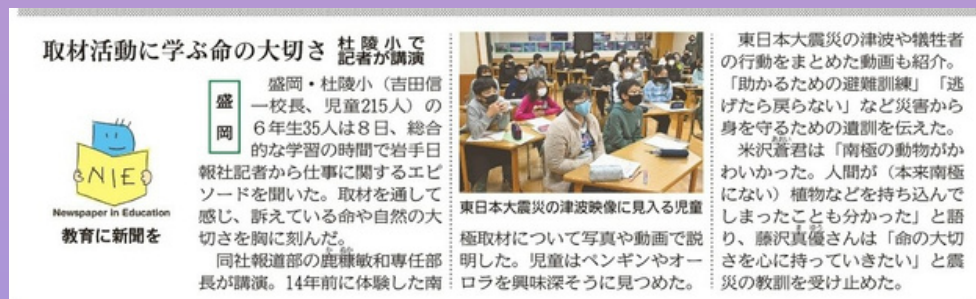 取材活動に学ぶ命の大切さ
杜陵小で
記者が講演
盛岡
盛岡・杜陵小（吉田信
一校長、児童215人）の
6年生35人は8日、総合
的な学習の時間で岩手日
報社記者から仕事に関するエピ
ソードを聞いた。取材を通して
感じ、訴えている命や自然の大
切さを胸に刻んだ。
同社報道部の鹿糠敏和専任部
長が講演。14年前に体験した南
NIE
Newspaper in Education
教育に新聞を
東日本大震災の津波映像に見入る児童
極取材について写真や動画で説
明した。児童はペンギンやオー
ロラを興味深そうに見つめた。
東日本大震災の津波や犠牲者
の行動をまとめた動画も紹介。
「助かるための避難訓練」「逃
げたら戻らない」など災害から
身を守るための遺訓を伝えた。
米沢蒼君は「南極の動物がか
わいかった。人間が（本来南極
にない）植物などを持ち込んで
しまったことも分かった」と語
り、藤沢真優さんは「命の大切
さを心に持っていきたい」と震
災の教訓を受け止めた。